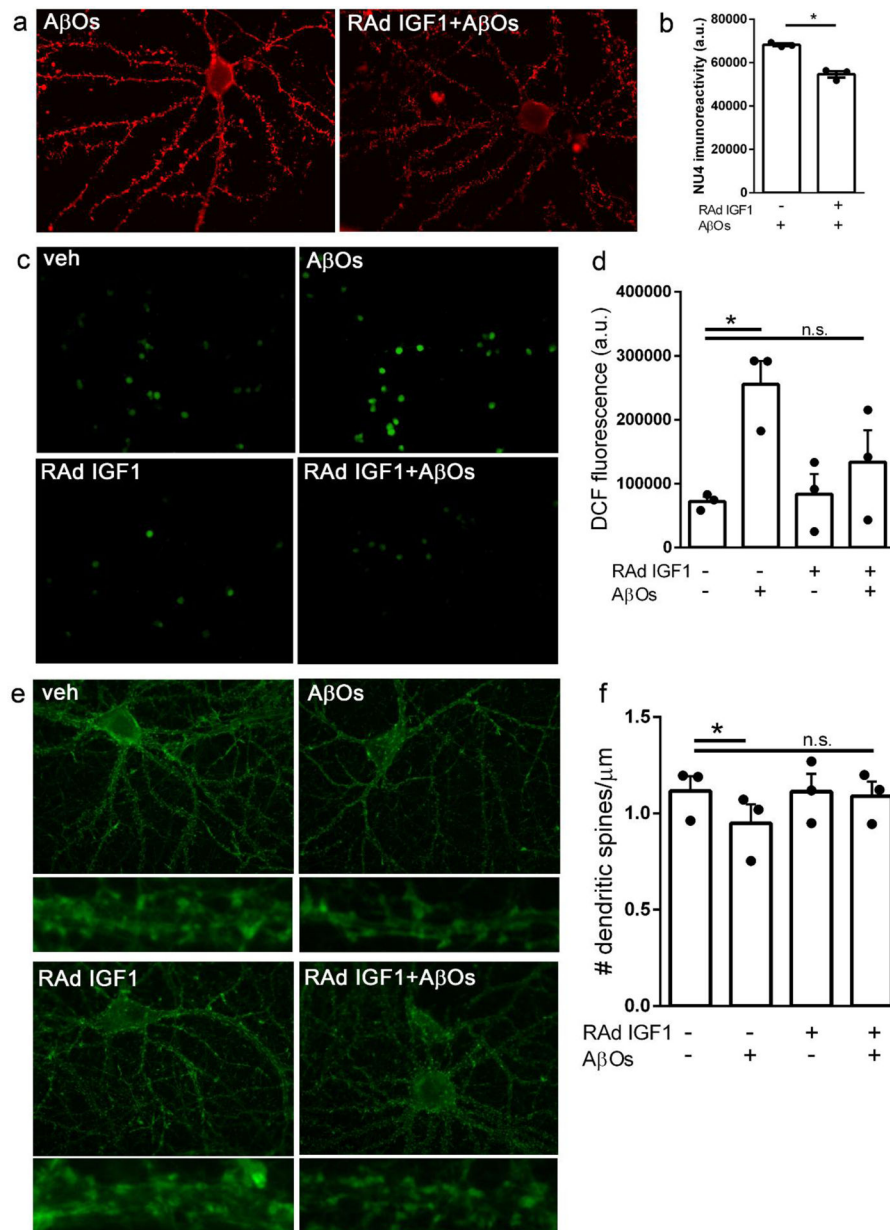 a
AβOs
RAd IGF1+AβOs
b
*
NU4 imunoreactivity (a.u.)
80000
60000
40000
20000
0
RAd IGF1 - +
AβOs + +
c
veh
AβOs
RAd IGF1
RAd IGF1+AβOs
d
DCF fluorescence (a.u.)
400000
300000
200000
100000
0
*
n.s.
RAd IGF1 - - + +
AβOs - + - +
e
veh
AβOs
RAd IGF1
RAd IGF1+AβOs
f
# dendritic spines/μm
1.5
1.0
0.5
0.0
*
n.s.
RAd IGF1 - - + +
AβOs - + - +